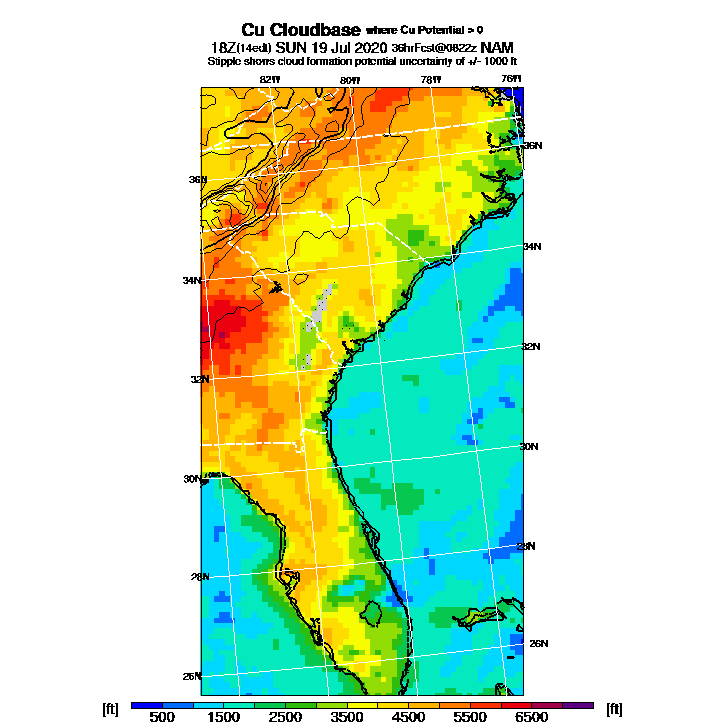 Cu Cloudbase where Cu Potential > 0
18Z(14edt) SUN 19 Jul 2020 36hrFcst@0822z NAM
Stipple shows cloud formation potential uncertainty of +/- 1000 ft
82W 80W 78W 76W
36N
36N
34N
34N
32N
32N
30N
30N
28N
28N
26N
26N
[ft] 500 1500 2500 3500 4500 5500 6500 [ft]